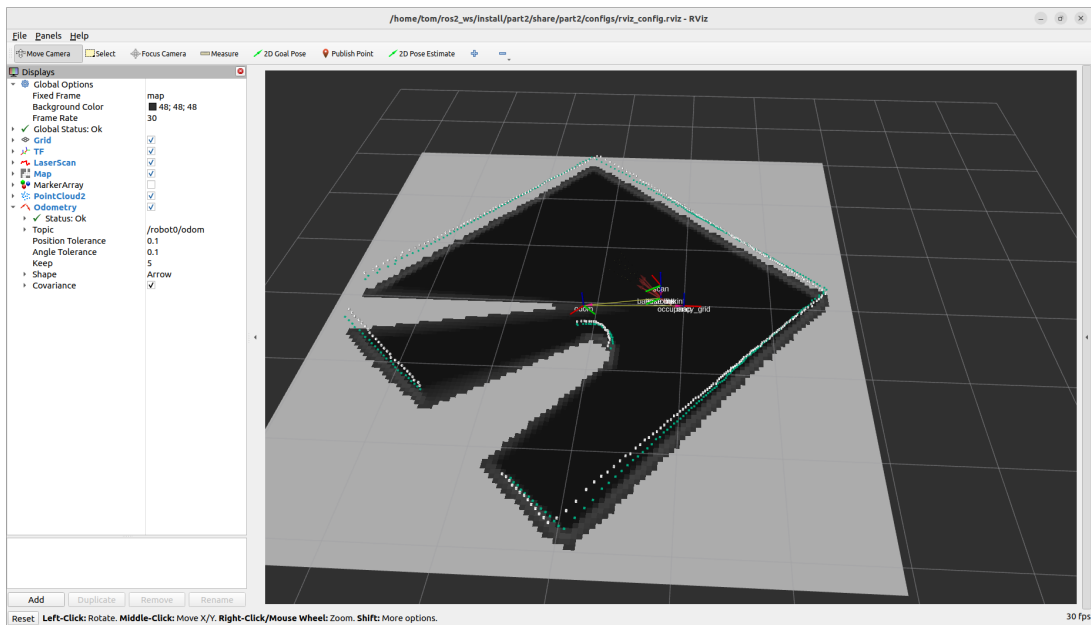 /home/tom/ros2_ws/install/part2/share/part2/configs/rviz_config.rviz - RViz
File Panels Help
Move Camera Select Focus Camera Measure 2D Goal Pose Publish Point 2D Pose Estimate
Displays
Global Options
Fixed Frame map
Background Color 48; 48; 48
Frame Rate 30
Global Status: Ok
Grid
TF
LaserScan
Map
MarkerArray
PointCloud2
Odometry
Status: Ok
Topic /robot0/odom
Position Tolerance 0.1
Angle Tolerance 0.1
Keep 5
Shape Arrow
Covariance
scan
odom
Add Duplicate Remove Rename
Reset Left-Click: Rotate. Middle-Click: Move X/Y. Right-Click/Mouse Wheel: Zoom. Shift: More options. 30 fps